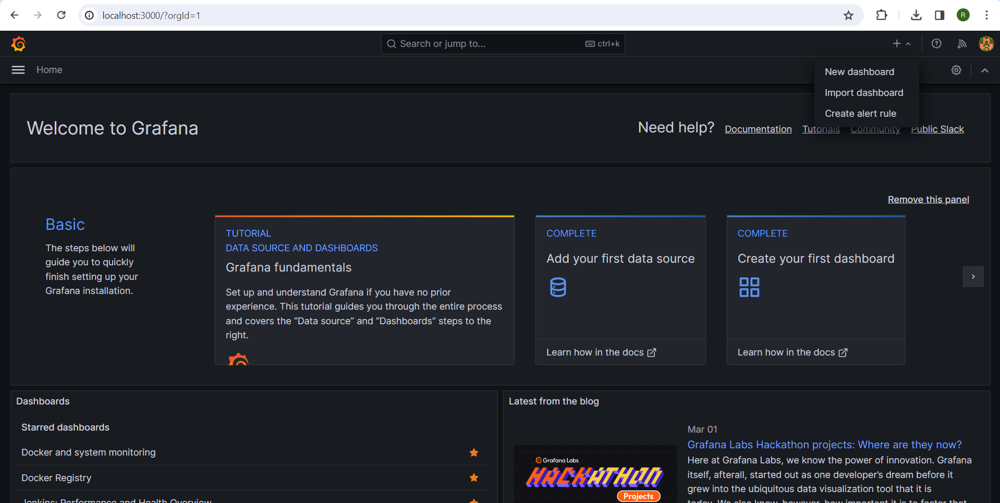 localhost:3000/?orgId=1
R
Search or jump to...
ctrl+k
Home
New dashboard
Import dashboard
Create alert rule
Welcome to Grafana
Need help?
Documentation
Tutorials
Community
Public Slack
Remove this panel
Basic
The steps below will
guide you to quickly
finish setting up your
Grafana installation.
TUTORIAL
DATA SOURCE AND DASHBOARDS
Grafana fundamentals
Set up and understand Grafana if you have no prior
experience. This tutorial guides you through the entire process
and covers the “Data source” and “Dashboards” steps to the
right.
COMPLETE
Add your first data source
Learn how in the docs
COMPLETE
Create your first dashboard
Learn how in the docs
Dashboards
Starred dashboards
Docker and system monitoring
Docker Registry
Jenkins: Performance and Health Overview
Latest from the blog
Grafana Labs
HACKATHON
Projects
Mar 01
Grafana Labs Hackathon projects: Where are they now?
Here at Grafana Labs, we know the power of innovation. Grafana
itself, afterall, started out as one developer’s dream before it
grew into the ubiquitous data visualization tool that it is
today. We also know, however, how important it is to foster that